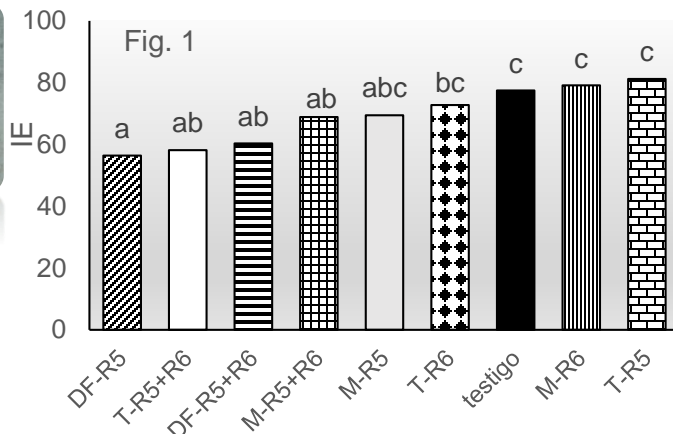 Fig. 1
IE
100
80
60
40
20
0
a
ab
ab
ab
abc
bc
c
c
c
DF-R5
T-R5+R6
DF-R5+R6
M-R5+R6
M-R5
T-R6
testigo
M-R6
T-R5